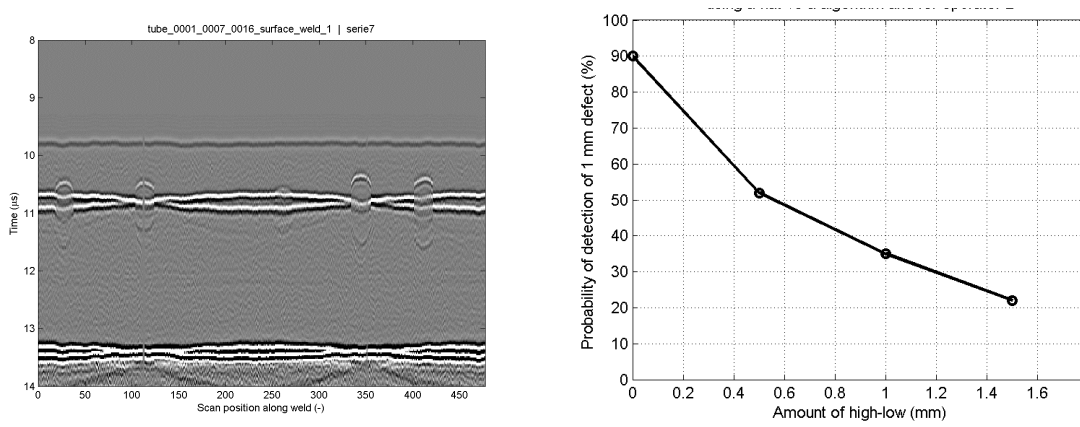 tube_0001_0007_0016_surface_weld_1 | serie7
8
9
10
11
12
13
14
Time (µs)
0 50 100 150 200 250 300 350 400 450
Scan position along weld (-)
100
90
80
70
60
50
40
30
20
10
0
Probability of detection of 1 mm defect (%)
0 0.2 0.4 0.6 0.8 1 1.2 1.4 1.6
Amount of high-low (mm)